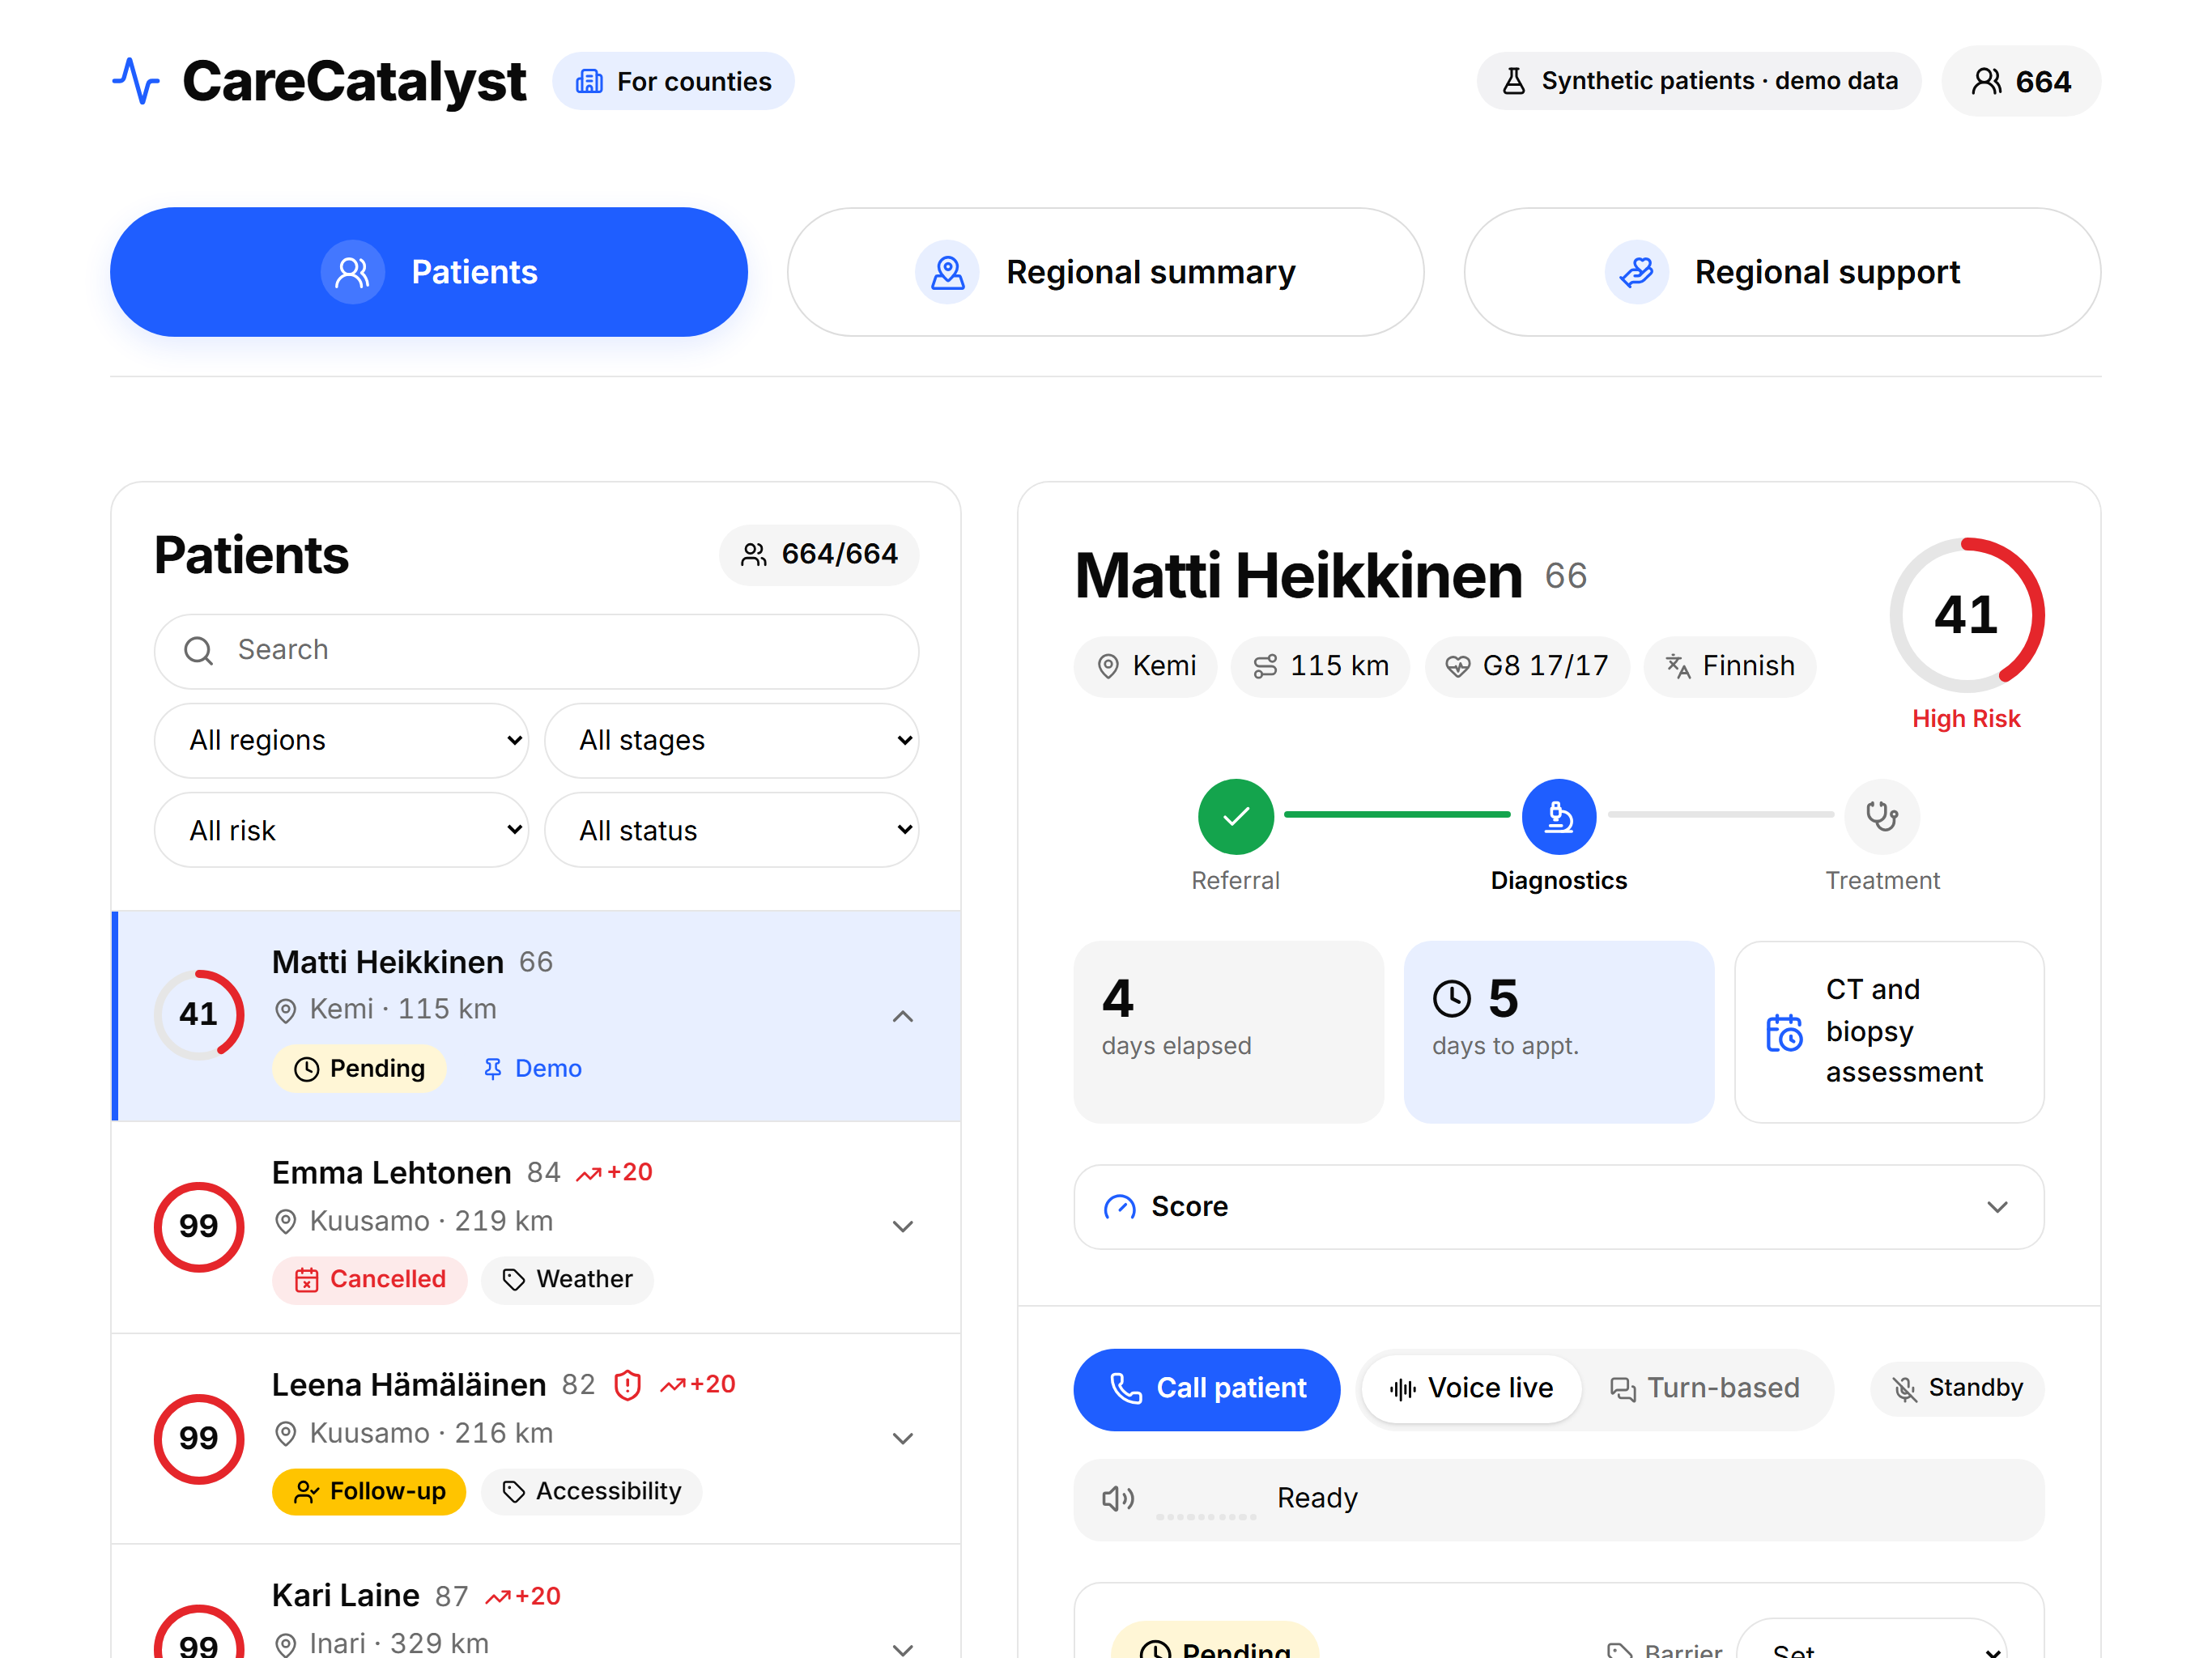 CareCatalyst
For counties
Synthetic patients · demo data
664
Patients
Regional summary
Regional support
Patients
664/664
Search
All regions
All stages
All risk
All status
41
Matti Heikkinen 66
Kemi · 115 km
Pending
Demo
99
Emma Lehtonen 84 +20
Kuusamo · 219 km
Cancelled
Weather
99
Leena Hämäläinen 82 +20
Kuusamo · 216 km
Follow-up
Accessibility
99
Kari Laine 87 +20
Inari · 329 km
Matti Heikkinen 66
Kemi
115 km
G8 17/17
Finnish
41
High Risk
Referral
Diagnostics
Treatment
4
days elapsed
5
days to appt.
CT and
biopsy
assessment
Score
Call patient
Voice live
Turn-based
Standby
Ready
Pending
Barrier
Set